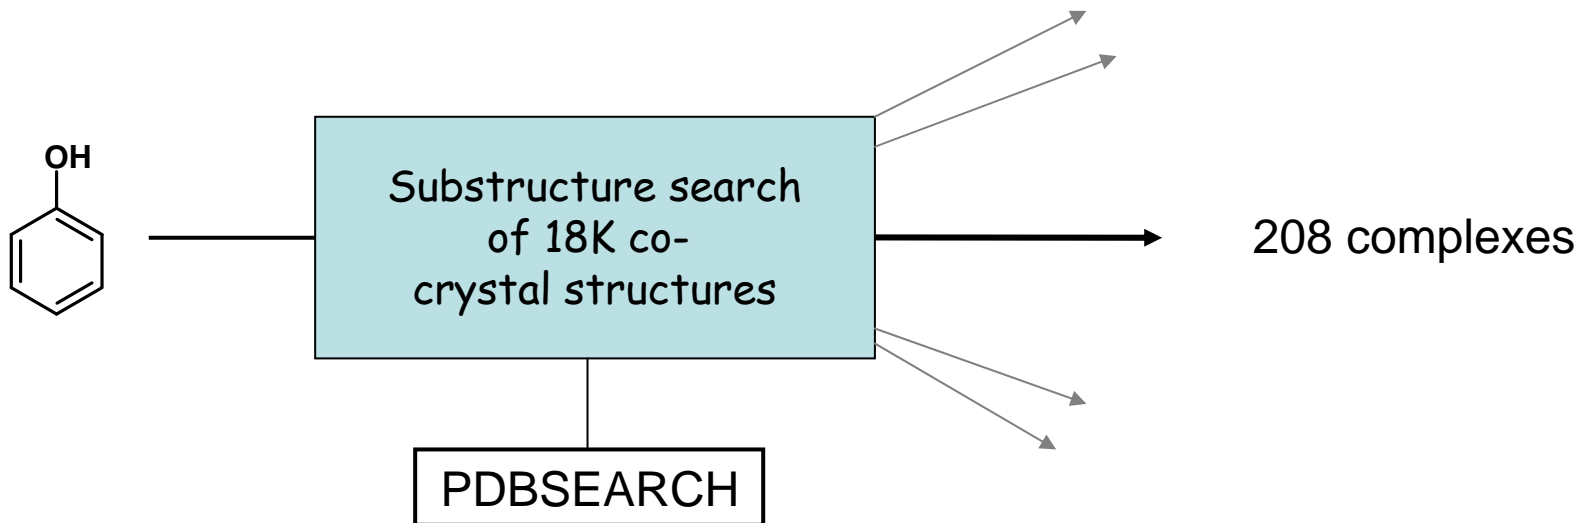 OH
Substructure search
of 18K co-
crystal structures
208 complexes
PDBSEARCH